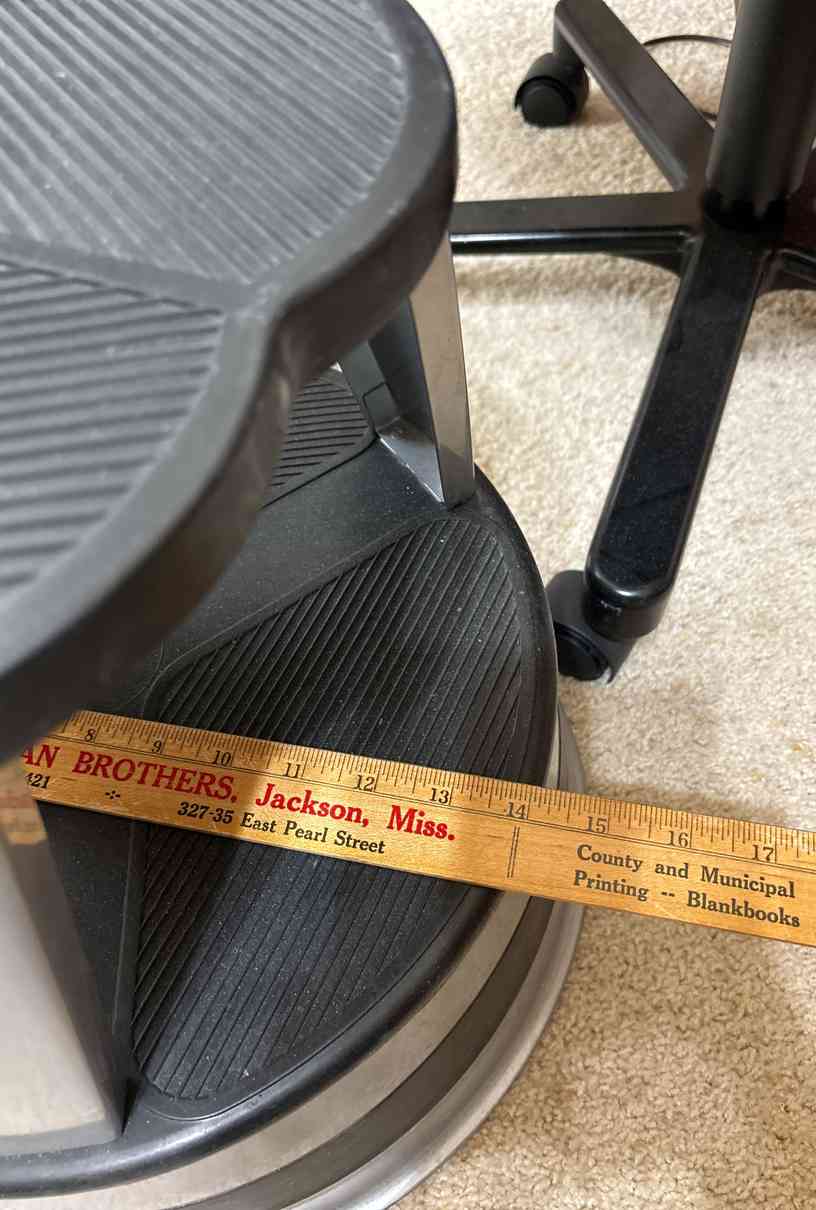 8 9 10 11 12 13 14 15 16 17
AN BROTHERS. Jackson, Miss.
421 327-35 East Pearl Street
County and Municipal
Printing -- Blankbooks